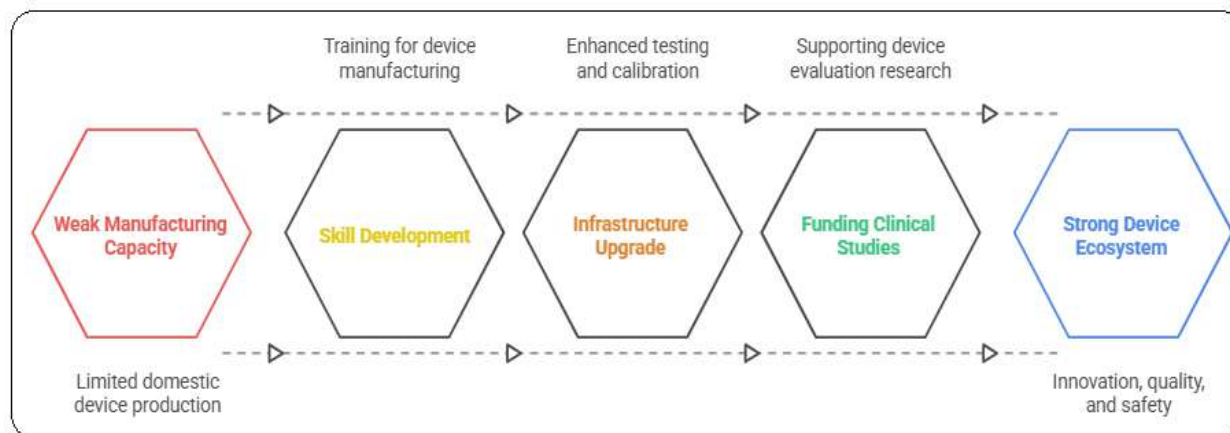 Training for device
manufacturing
Enhanced testing
and calibration
Supporting device
evaluation research
Weak Manufacturing
Capacity
Skill Development
Infrastructure
Upgrade
Funding Clinical
Studies
Strong Device
Ecosystem
Limited domestic
device production
Innovation, quality,
and safety